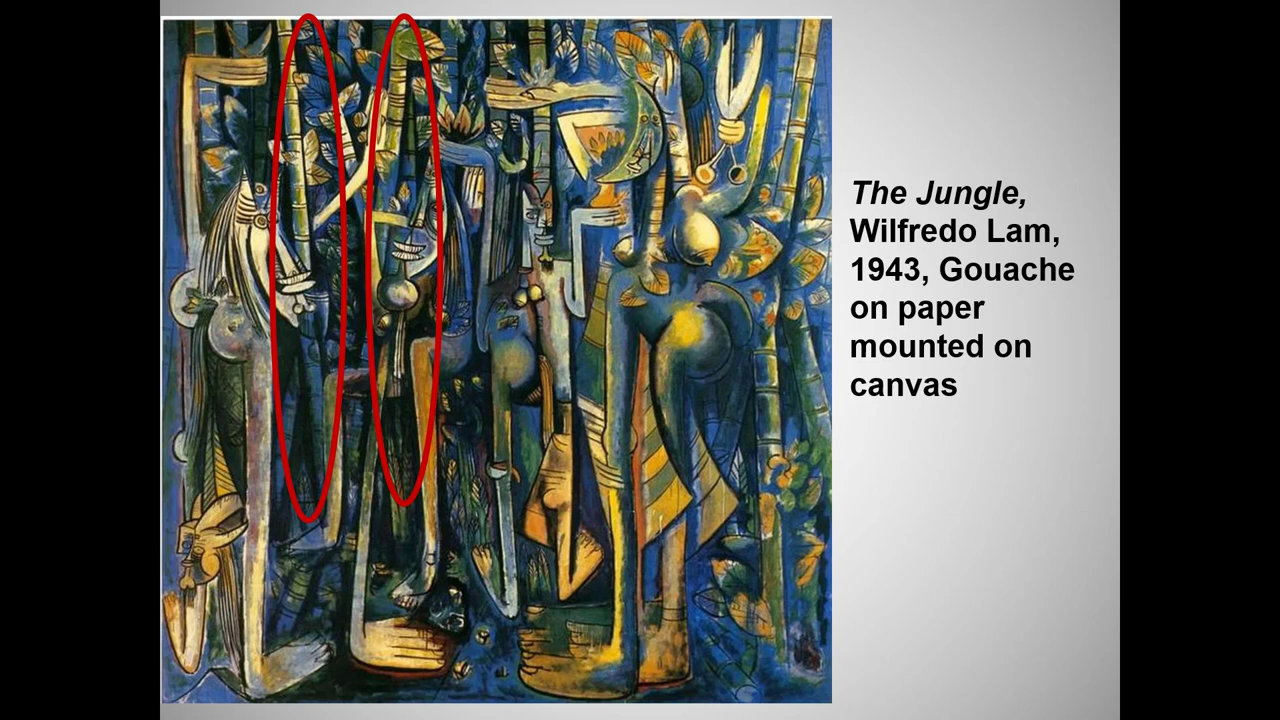 The Jungle,
Wilfredo Lam,
1943, Gouache
on paper
mounted on
canvas